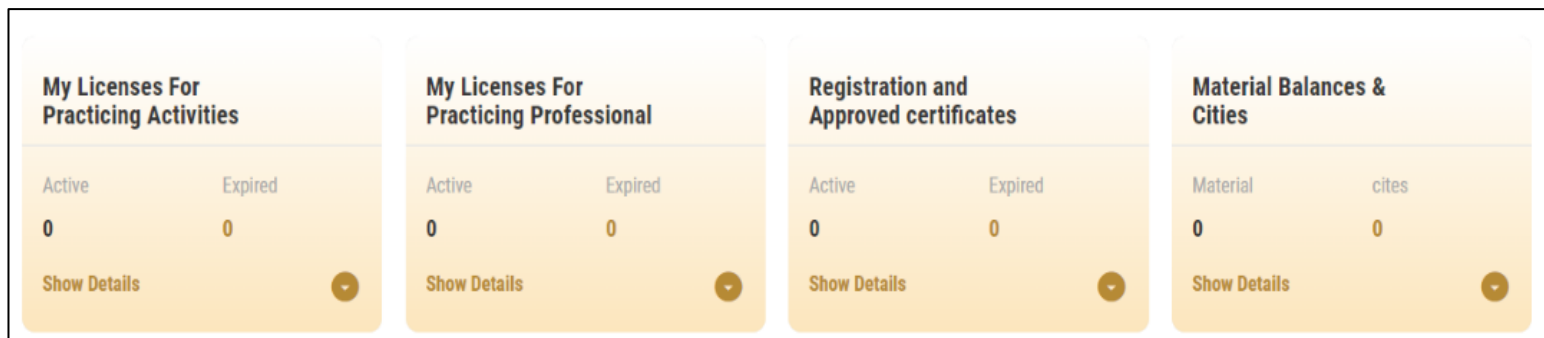 My Licenses For
Practicing Activities
Active Expired
0 0
Show Details
My Licenses For
Practicing Professional
Active Expired
0 0
Show Details
Registration and
Approved certificates
Active Expired
0 0
Show Details
Material Balances &
Cities
Material cites
0 0
Show Details